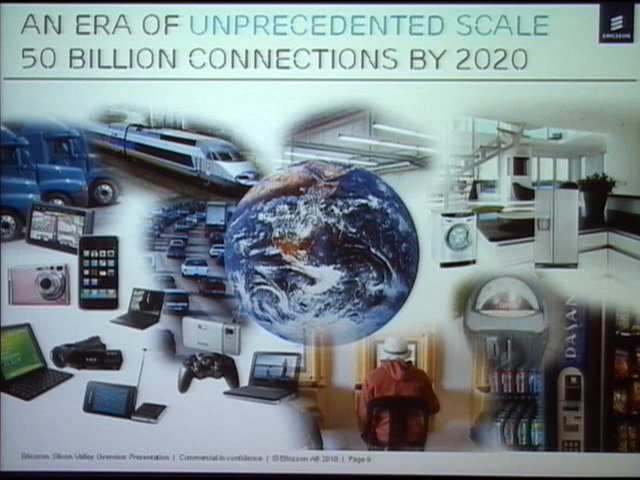 AN ERA OF UNPRECEDENTED SCALE
50 BILLION CONNECTIONS BY 2020
ERICSSON
DASANI
Ericsson Silicon Valley Overview Presentation | Commercial in confidence | © Ericsson AB 2010 | Page 9